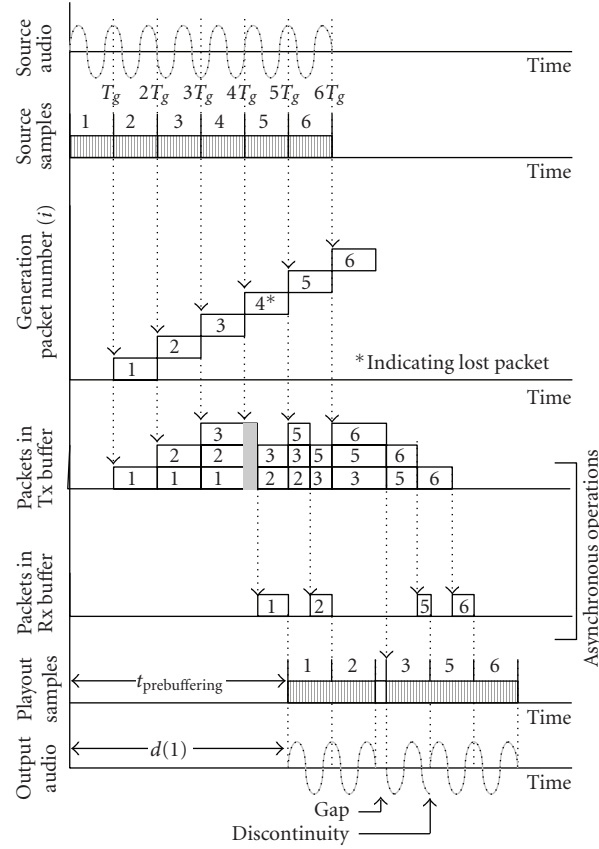 Source
audio
Time
T_g 2T_g 3T_g 4T_g 5T_g 6T_g
Source
samples
1 2 3 4 5 6
Time
Generation
packet number (i)
6
5
4*
3
2
1
*Indicating lost packet
Time
Packets in
Tx buffer
3 5 6
2 2 3 3 5 5 6
1 1 1 2 2 3 3 5 6
Asynchronous operations
Packets in
Rx buffer
1 2 5 6
Playout
samples
t_prebuffering
1 2 3 5 6
Time
Output
audio
d(1)
Time
Gap
Discontinuity